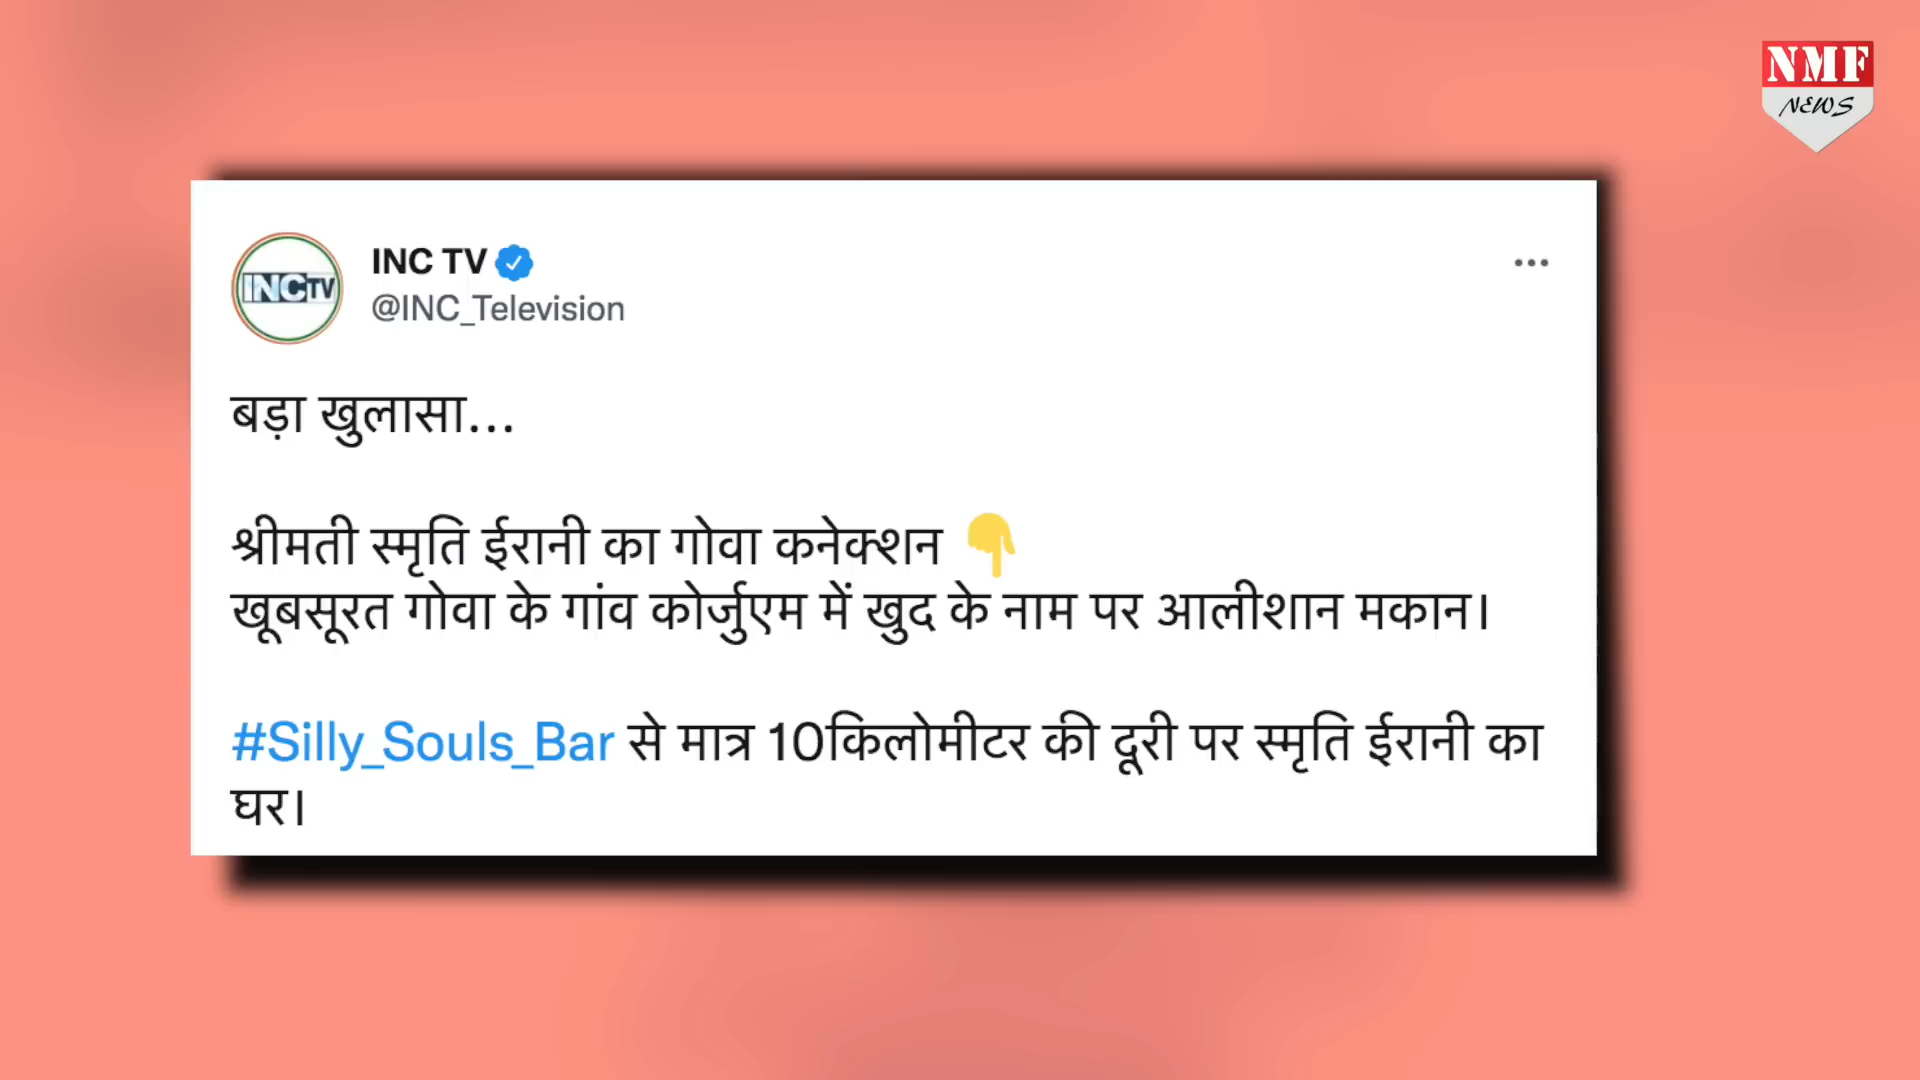 NMF
NEWS
INCTV
INC TV
@INC_Television
बड़ा खुलासा...
श्रीमती स्मृति ईरानी का गोवा कनेक्शन 👇
खूबसूरत गोवा के गांव कोर्जुएम में खुद के नाम पर आलीशान मकान।
#Silly_Souls_Bar से मात्र 10किलोमीटर की दूरी पर स्मृति ईरानी का
घर।